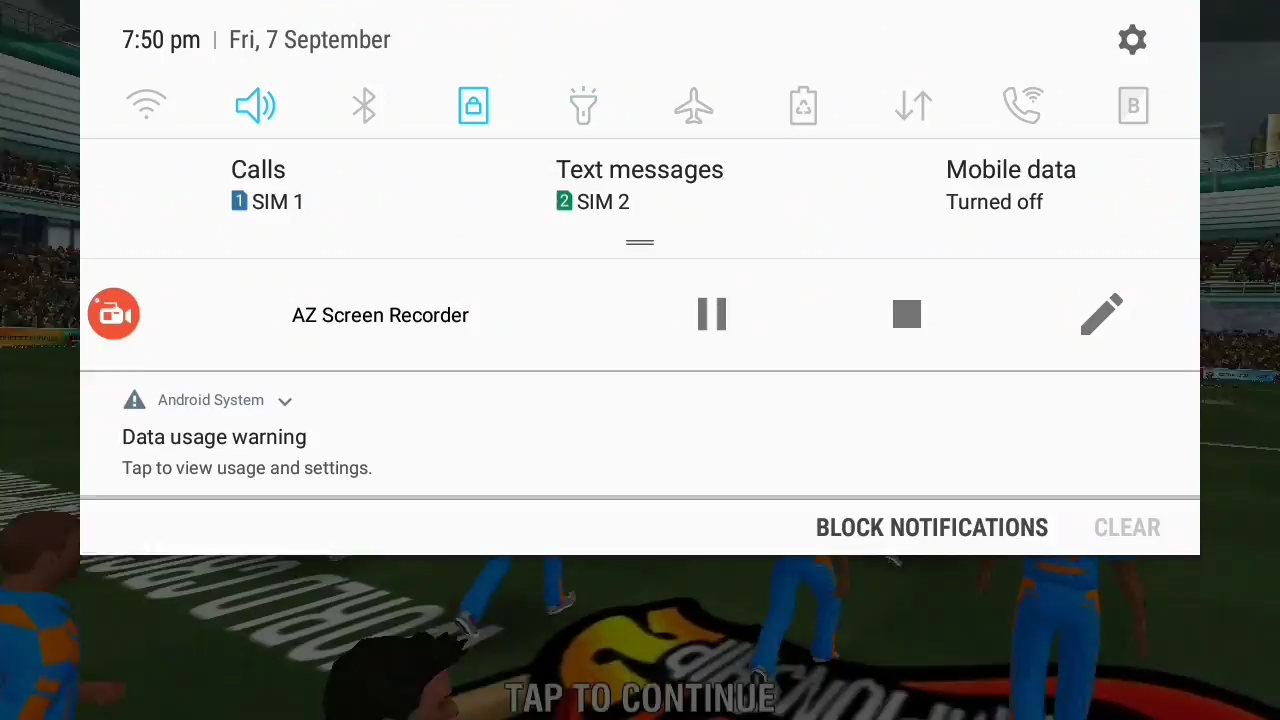 7:50 pm | Fri, 7 September
B
Calls
Text messages
Mobile data
1 SIM 1
2 SIM 2
Turned off
AZ Screen Recorder
Android System
Data usage warning
Tap to view usage and settings.
BLOCK NOTIFICATIONS
CLEAR
TAP TO CONTINUE